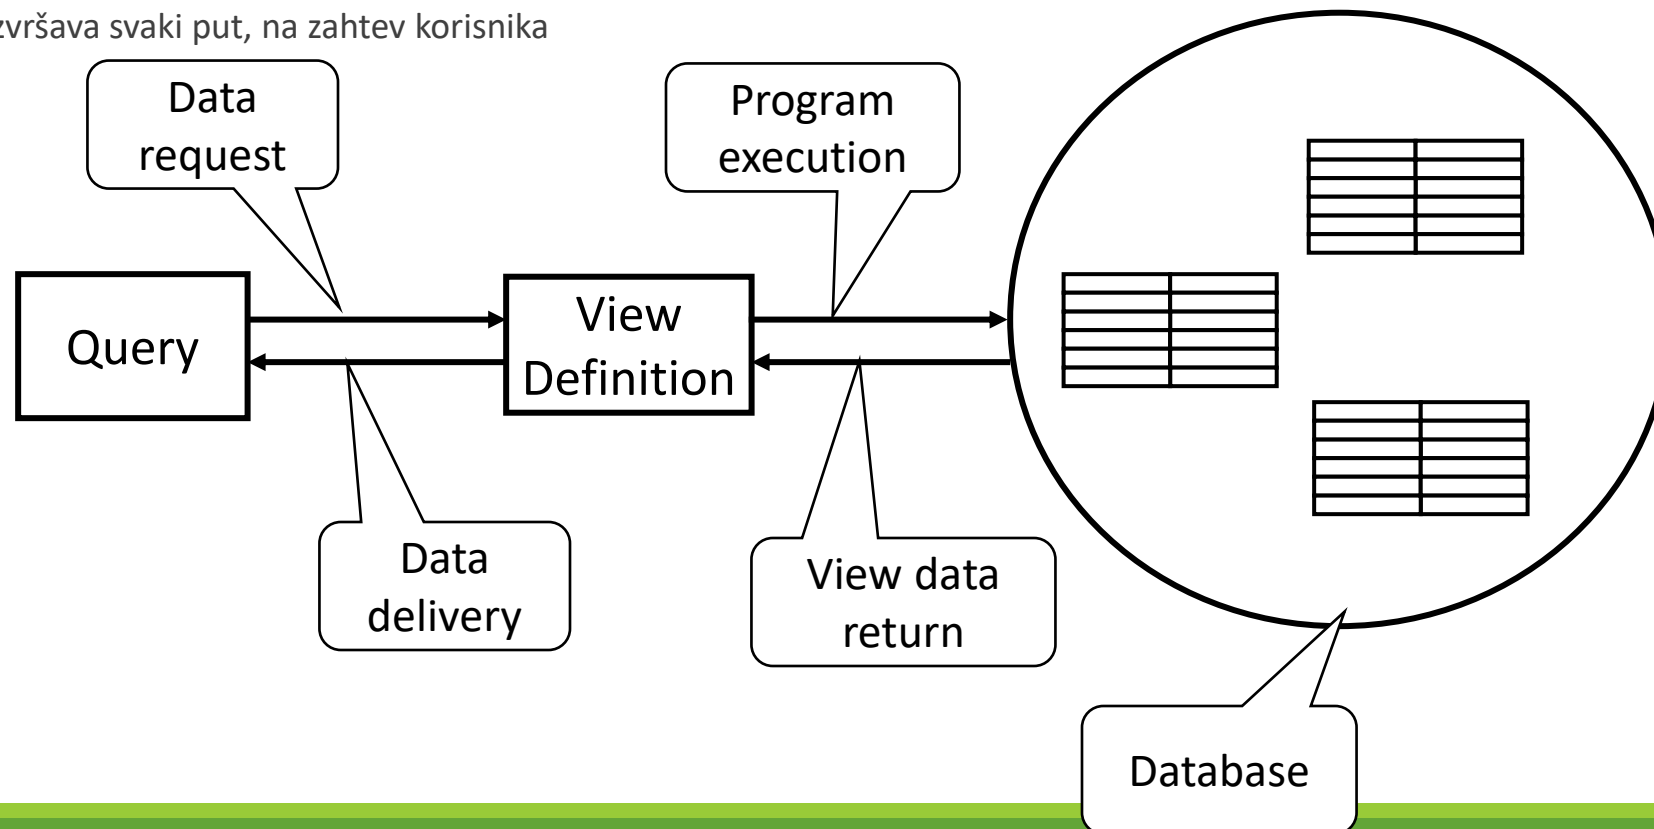 zvršava svaki put, na zahtev korisnika
Data
request
Program
execution
Query
View
Definition
Data
delivery
View data
return
Database